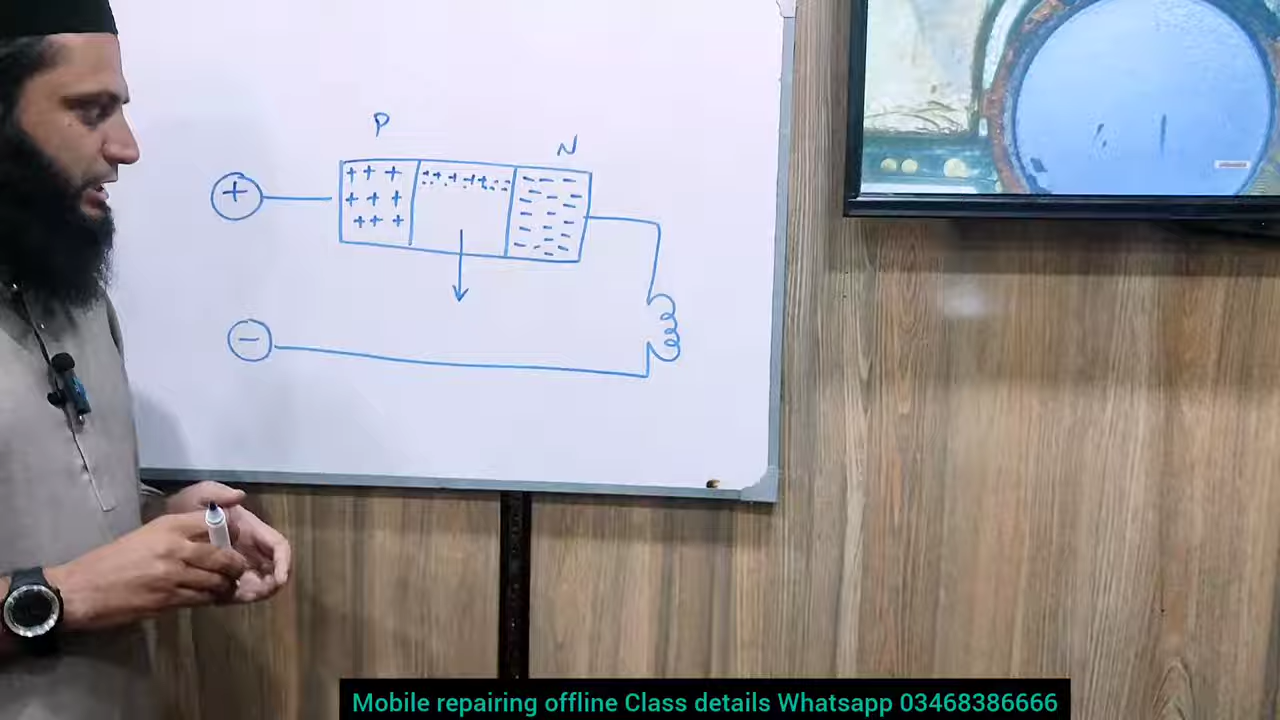 P
N
+ + + + + + + + + - - -
+ + + - - - - -
+ + + - - - -
+
-
Mobile repairing offline Class details Whatsapp 03468386666